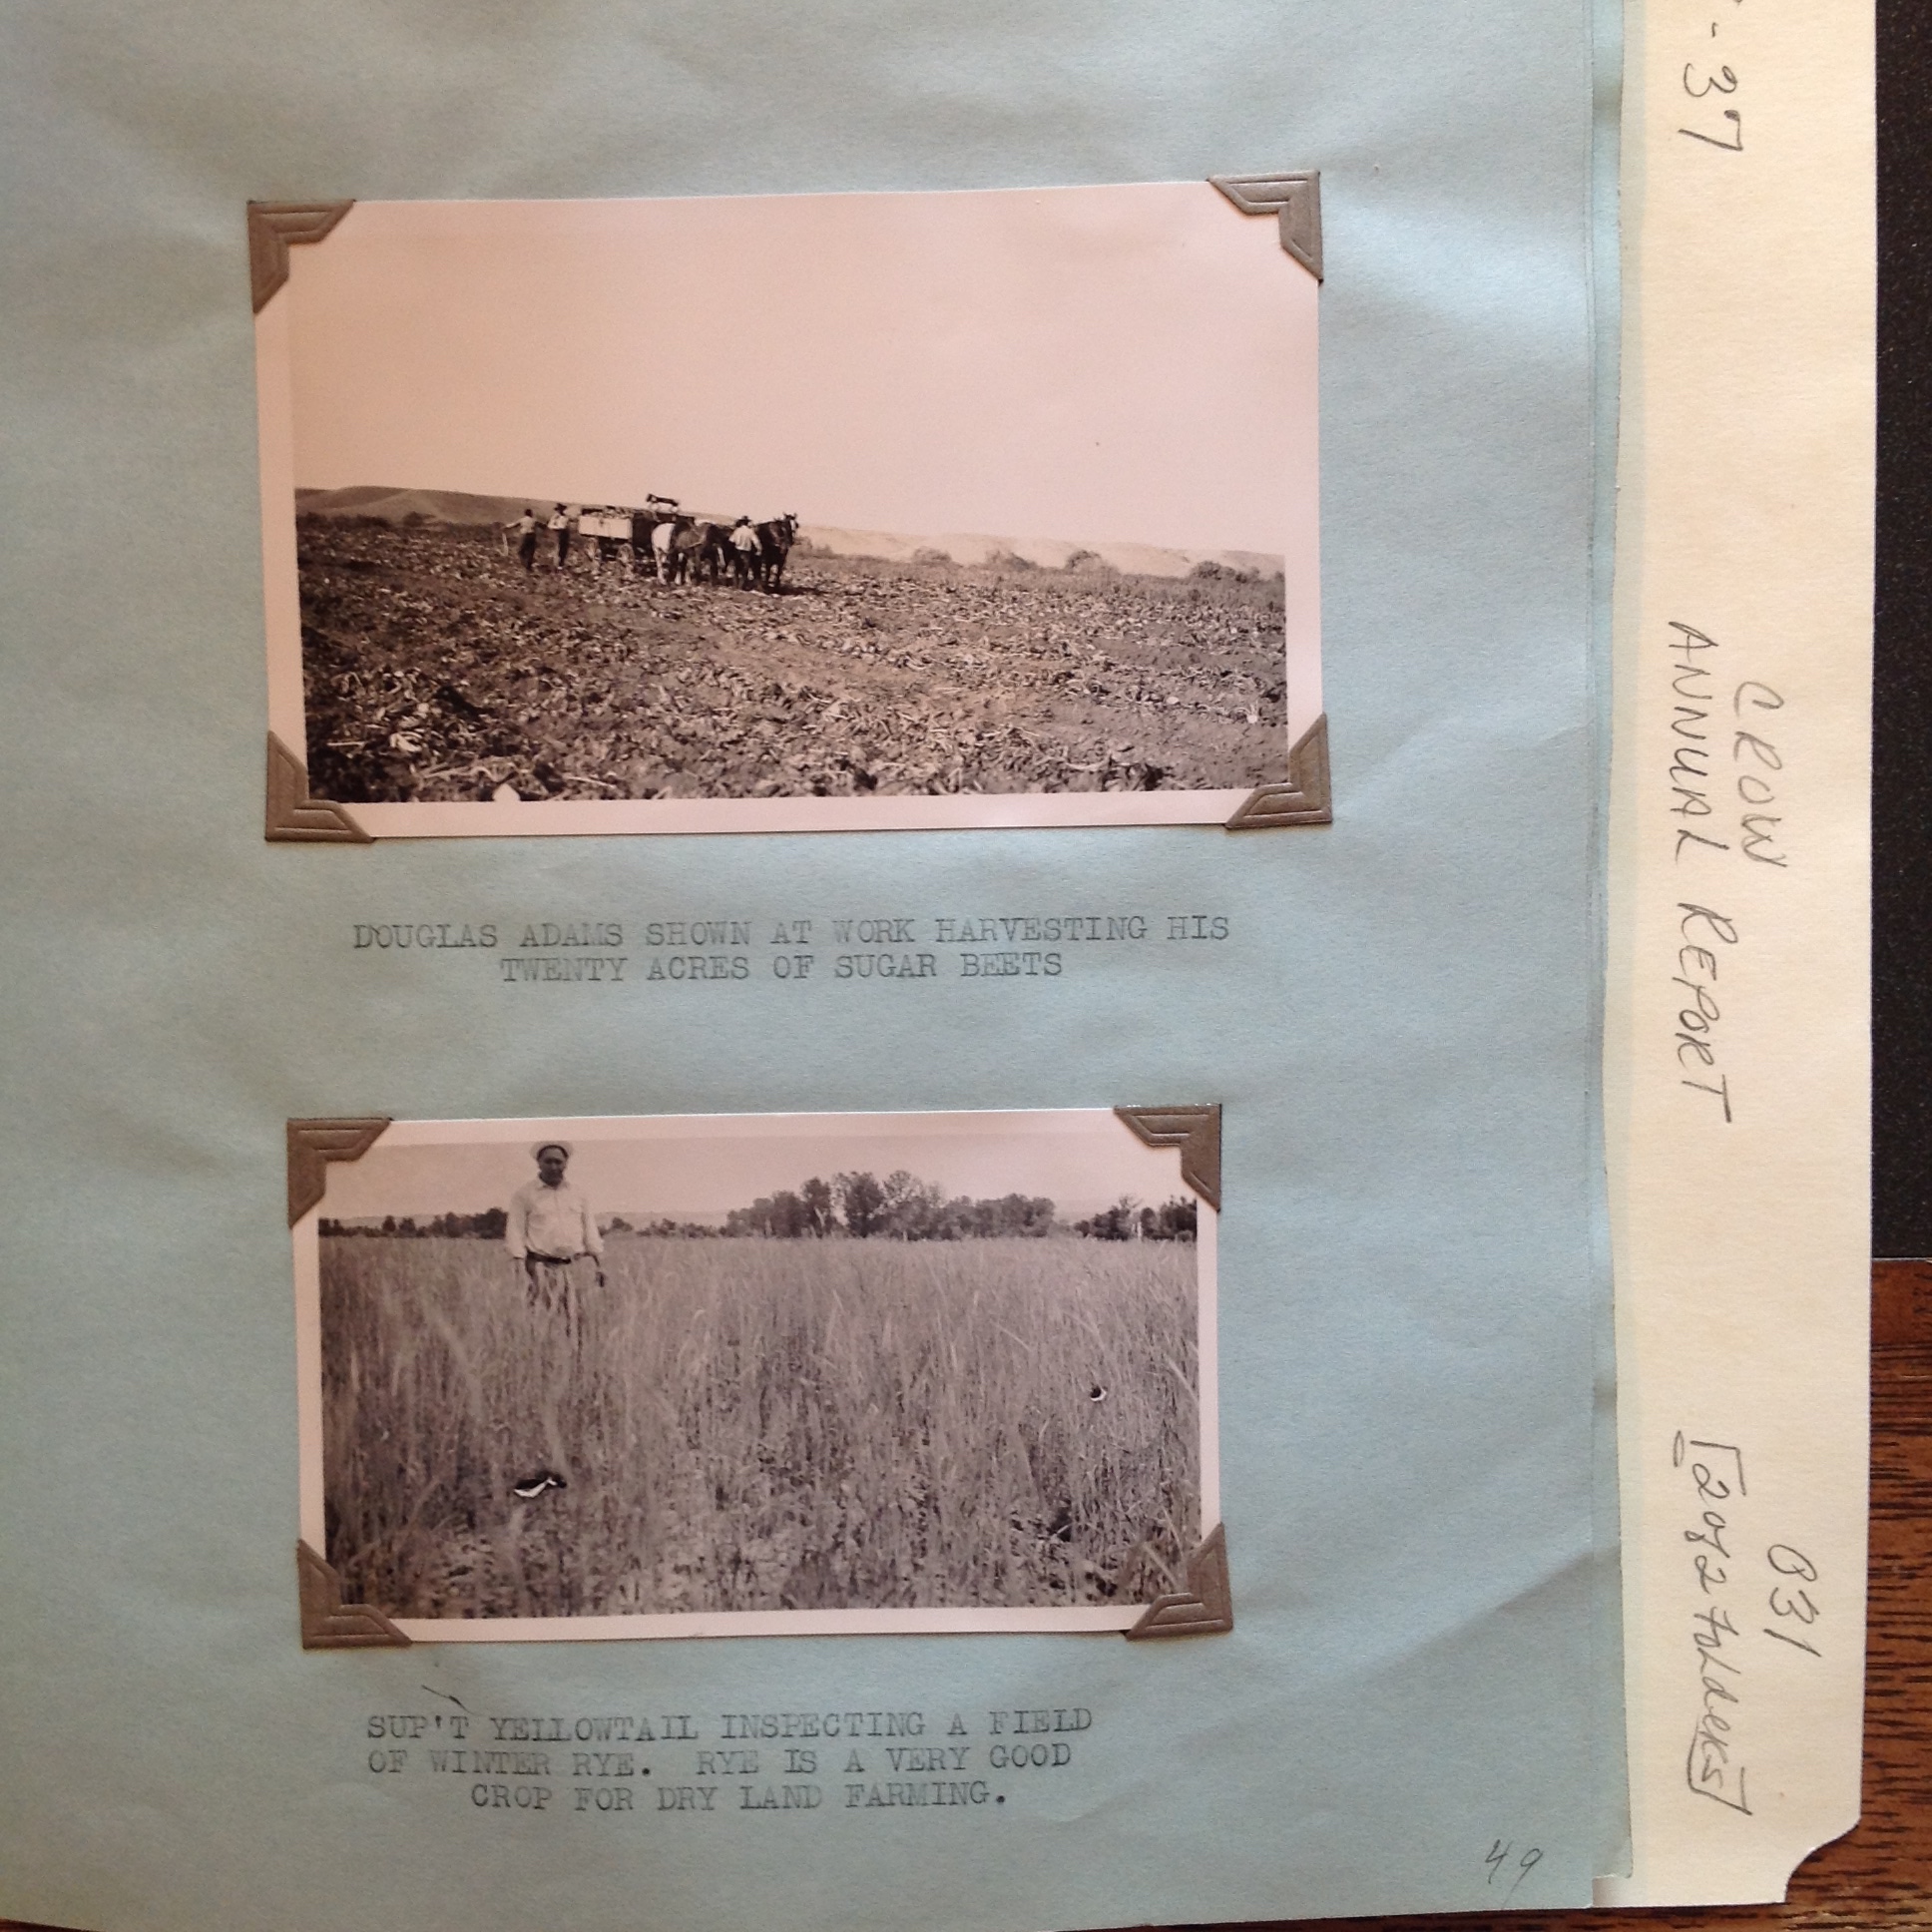 DOUGLAS ADAMS SHOWN AT WORK HARVESTING HIS
TWENTY ACRES OF SUGAR BEETS
SUP'T YELLOWTAIL INSPECTING A FIELD
OF WINTER RYE. RYE IS A VERY GOOD
CROP FOR DRY LAND FARMING.
49
- 37
CROW
ANNUAL REPORT
031
[2 of 2 folders]